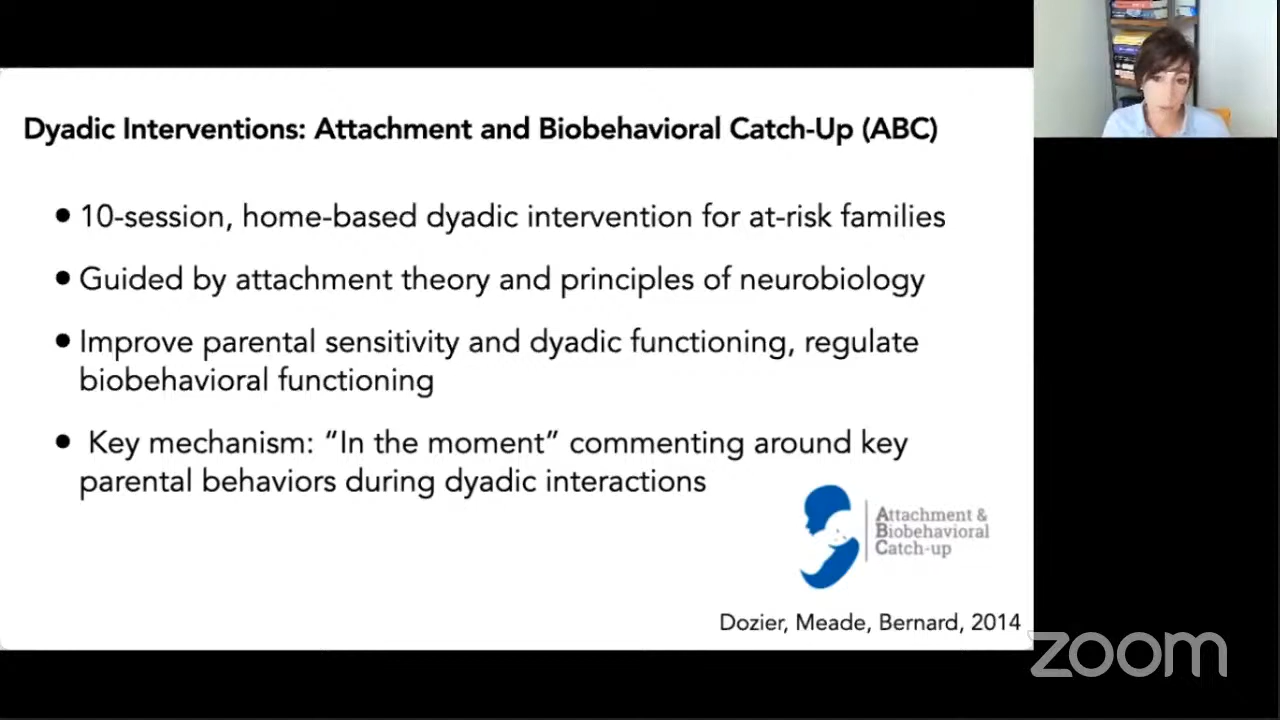 Dyadic Interventions: Attachment and Biobehavioral Catch-Up (ABC)
• 10-session, home-based dyadic intervention for at-risk families
• Guided by attachment theory and principles of neurobiology
• Improve parental sensitivity and dyadic functioning, regulate
biobehavioral functioning
• Key mechanism: “In the moment” commenting around key
parental behaviors during dyadic interactions
Attachment &
Biobehavioral
Catch-up
Dozier, Meade, Bernard, 2014
zoom